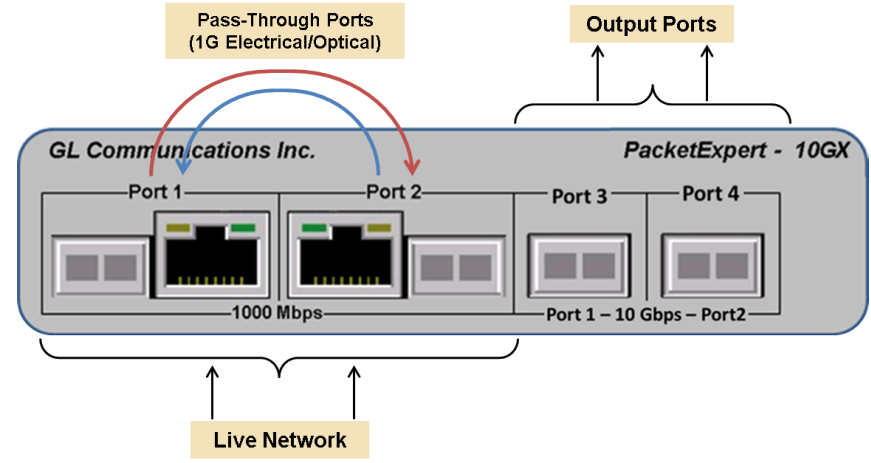 Pass-Through Ports
(1G Electrical/Optical)
Output Ports
GL Communications Inc.
PacketExpert - 10GX
Port 1
Port 2
Port 3
Port 4
1000 Mbps
Port 1 – 10 Gbps – Port2
Live Network